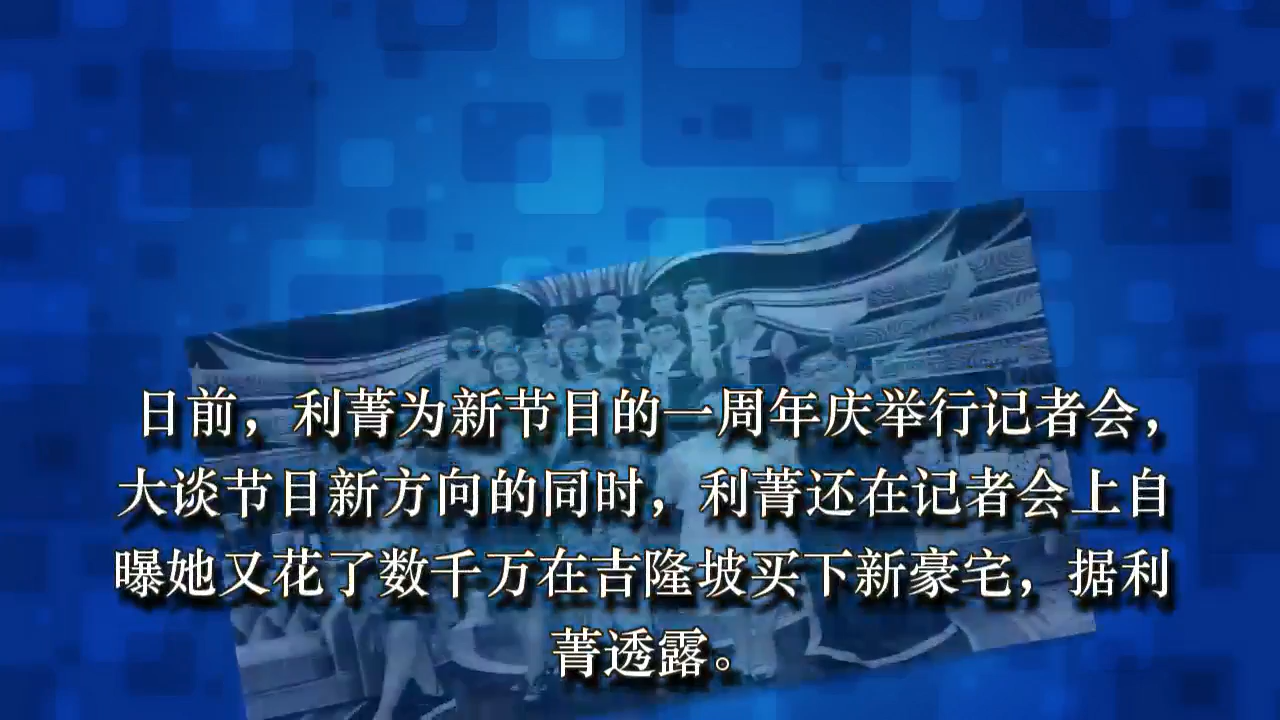 日前，利菁为新节目的一周年庆举行记者会，
大谈节目新方向的同时，利菁还在记者会上自
曝她又花了数千万在吉隆坡买下新豪宅，据利
菁透露。